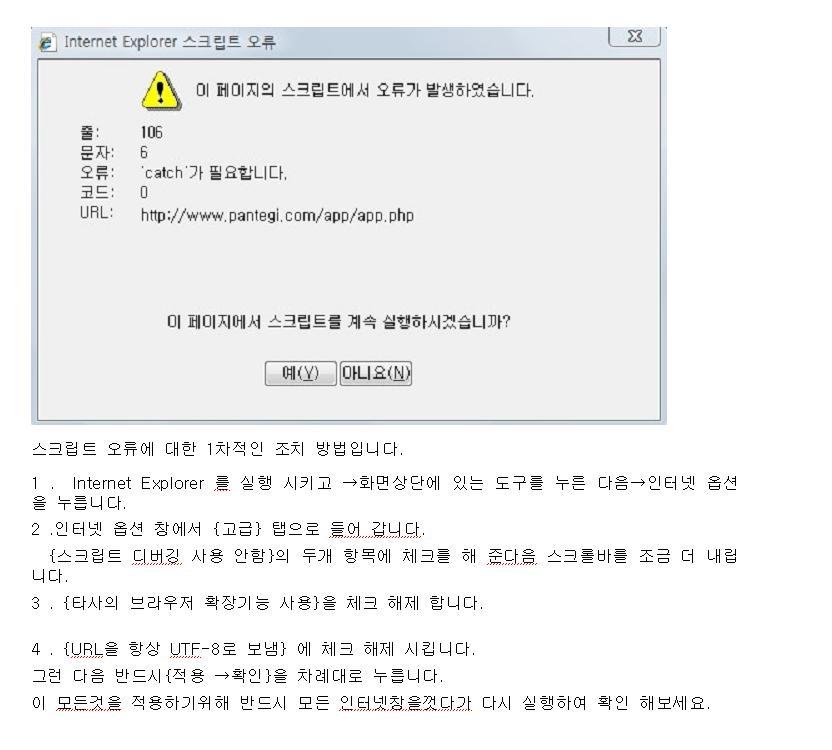 Internet Explorer 스크립트 오류
이 페이지의 스크립트에서 오류가 발생하였습니다.
줄: 106
문자: 6
오류: 'catch'가 필요합니다.
코드: 0
URL: http://www.pantegi.com/app/app.php
이 페이지에서 스크립트를 계속 실행하시겠습니까?
예(Y) 아니요(N)
스크립트 오류에 대한 1차적인 조치 방법입니다.
1 . Internet Explorer 를 실행 시키고 →화면상단에 있는 도구를 누른 다음→인터넷 옵션
을 누릅니다.
2 .인터넷 옵션 창에서 {고급} 탭으로 들어 갑니다.
{스크립트 디버깅 사용 안함}의 두개 항목에 체크를 해 준다음 스크롤바를 조금 더 내립
니다.
3 . {타사의 브라우저 확장기능 사용}을 체크 해제 합니다.
4 . {URL을 항상 UTF-8로 보냄} 에 체크 해제 시킵니다.
그런 다음 반드시{적용 →확인}을 차례대로 누릅니다.
이 모든것을 적용하기위해 반드시 모든 인터넷창을껏다가 다시 실행하여 확인 해보세요.